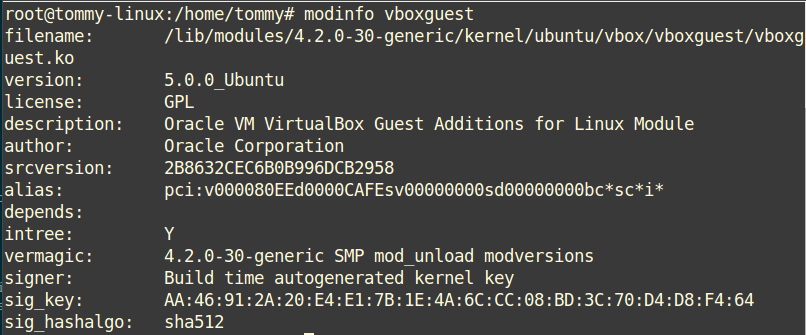 root@tommy-linux:/home/tommy# modinfo vboxguest
filename:       /lib/modules/4.2.0-30-generic/kernel/ubuntu/vbox/vboxguest/vboxg
uest.ko
version:        5.0.0_Ubuntu
license:        GPL
description:    Oracle VM VirtualBox Guest Additions for Linux Module
author:         Oracle Corporation
srcversion:     2B8632CEC6B0B996DCB2958
alias:          pci:v000080EEd0000CAFEsv00000000sd00000000bc*sc*i*
depends:
intree:         Y
vermagic:       4.2.0-30-generic SMP mod_unload modversions
signer:         Build time autogenerated kernel key
sig_key:        AA:46:91:2A:20:E4:E1:7B:1E:4A:6C:CC:08:BD:3C:70:D4:D8:F4:64
sig_hashalgo:   sha512